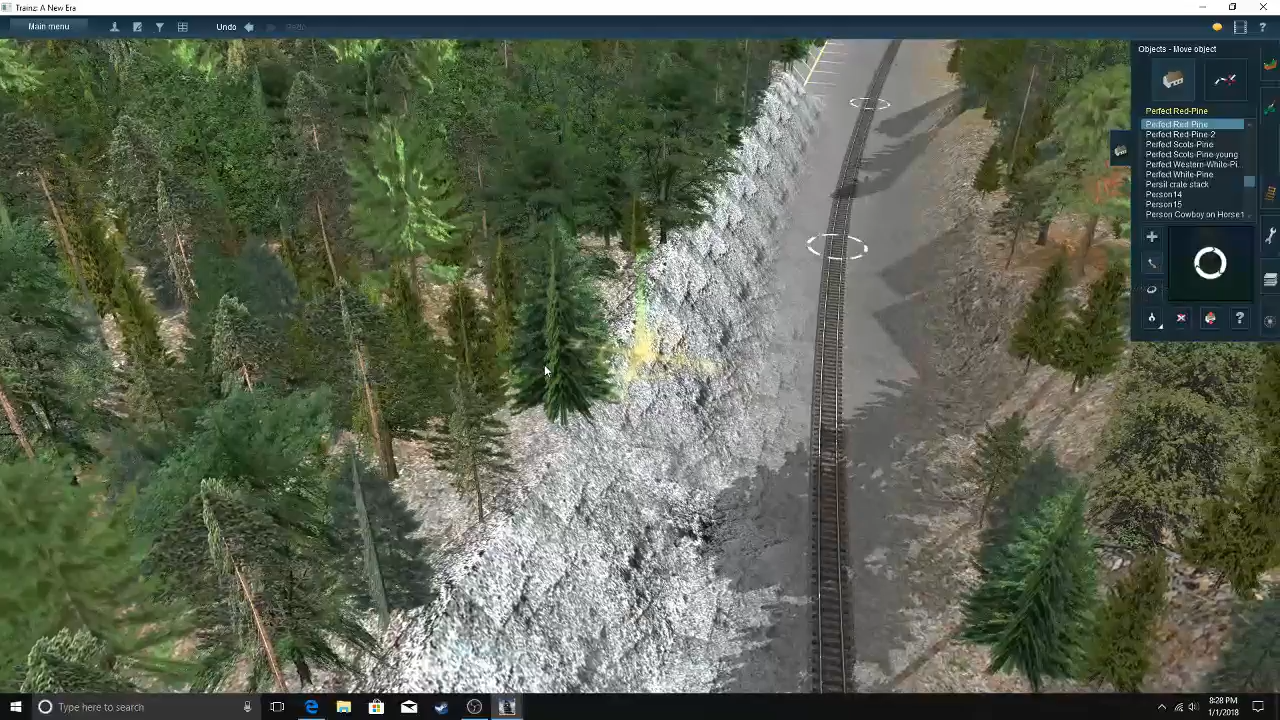 Trainz: A New Era
Main menu
Undo
Redo
Objects - Move object
Perfect Red-Pine
Perfect Red-Pine
Perfect Red-Pine-2
Perfect Scots-Pine
Perfect Scots-Pine-young
Perfect Western-White-Pi...
Perfect White-Pine
Persil crate stack
Person14
Person15
Person Cowboy on Horse1
?
?
Type here to search
8:28 PM
1/1/2018